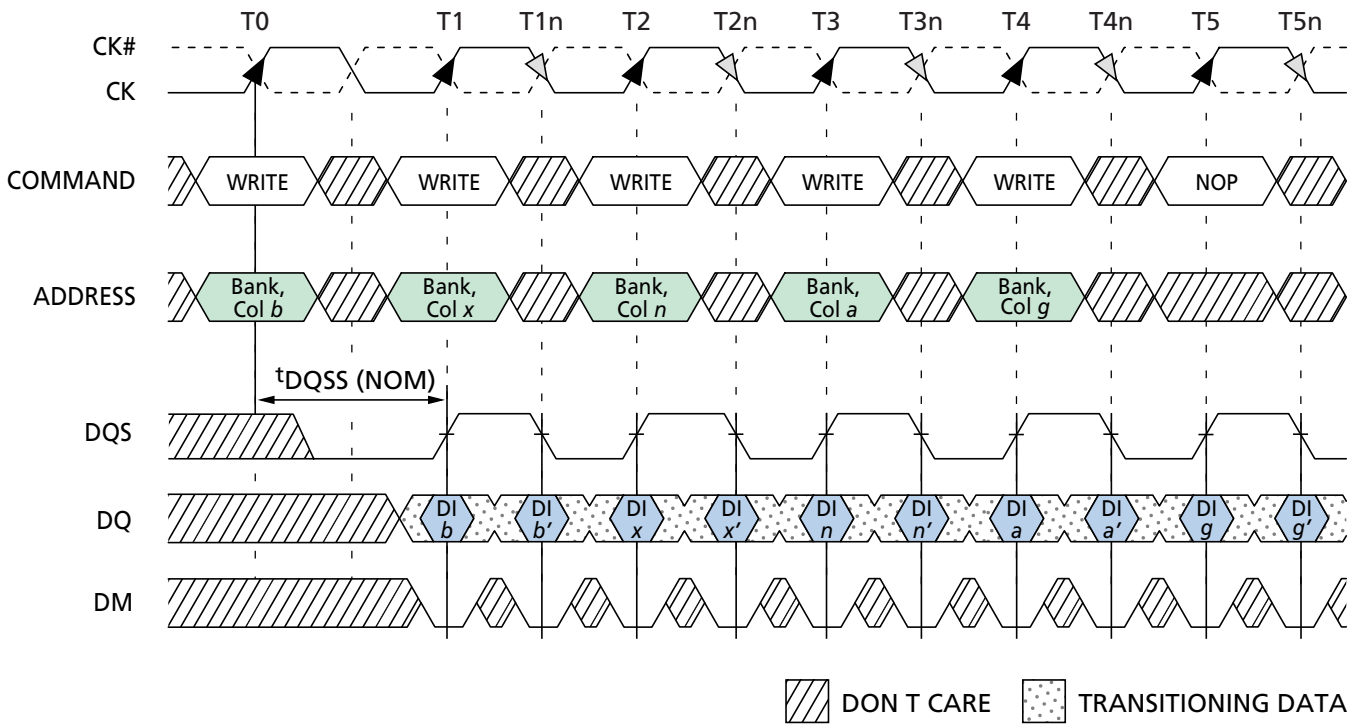 T0 T1 T1n T2 T2n T3 T3n T4 T4n T5 T5n
CK#
CK
COMMAND WRITE WRITE WRITE WRITE WRITE NOP
ADDRESS Bank, Col b Bank, Col x Bank, Col n Bank, Col a Bank, Col g
tDQSS (NOM)
DQS
DQ DI b DI b’ DI x DI x’ DI n DI n’ DI a DI a’ DI g DI g’
DM
DON T CARE TRANSITIONING DATA